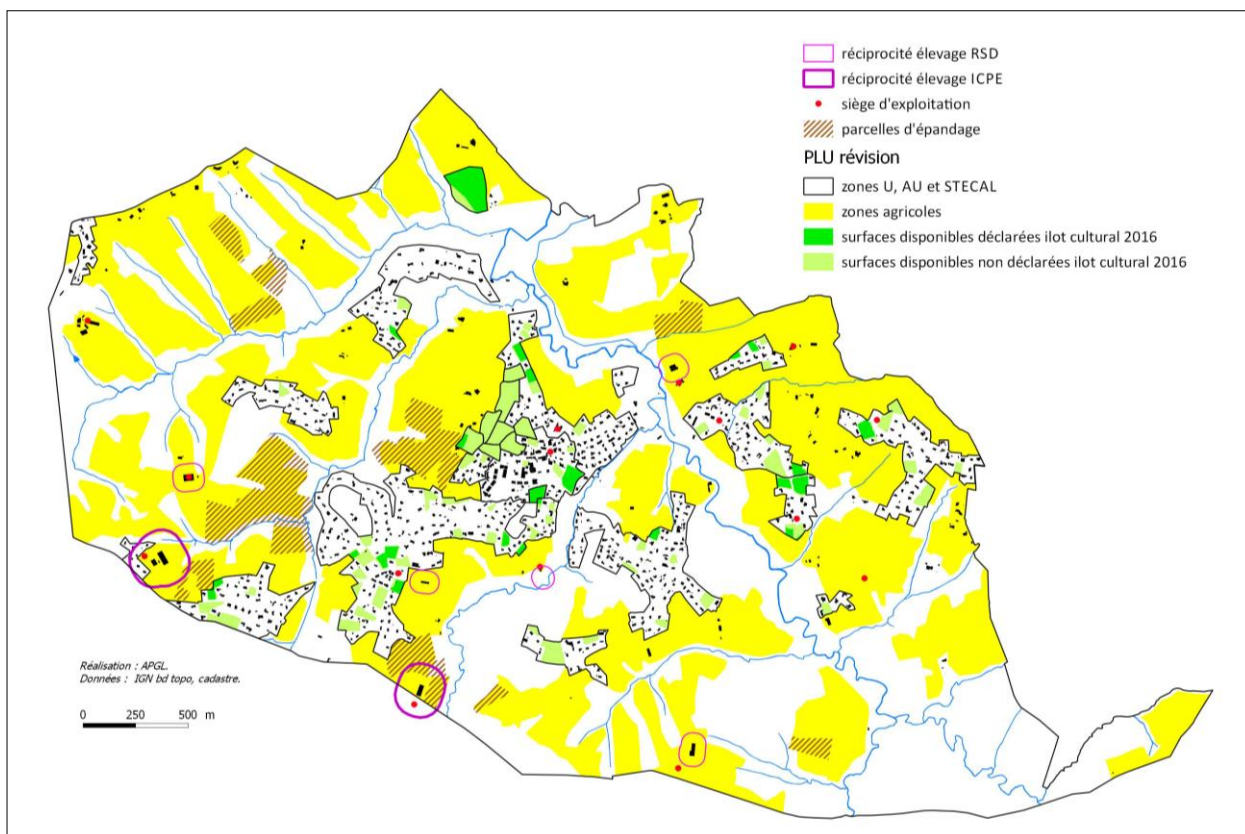 réciprocité élevage RSD
réciprocité élevage ICPE
siège d'exploitation
parcelles d'épandage
PLU révision
zones U, AU et STECAL
zones agricoles
surfaces disponibles déclarées ilot cultural 2016
surfaces disponibles non déclarées ilot cultural 2016
Réalisation : APGL.
Données : IGN bd topo, cadastre.
0 250 500 m